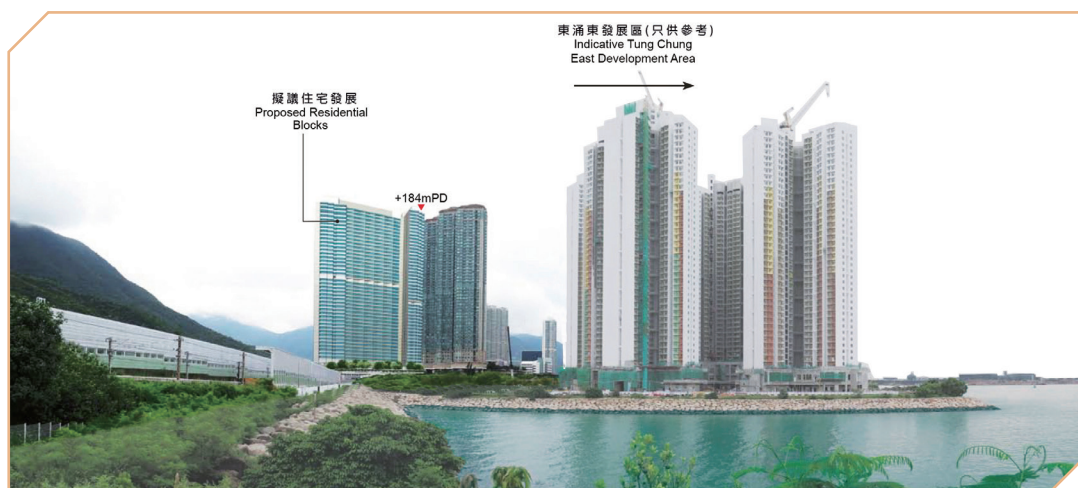 東涌東發展區(只供參考)
Indicative Tung Chung
East Development Area
擬議住宅發展
Proposed Residential
Blocks
+184mPD